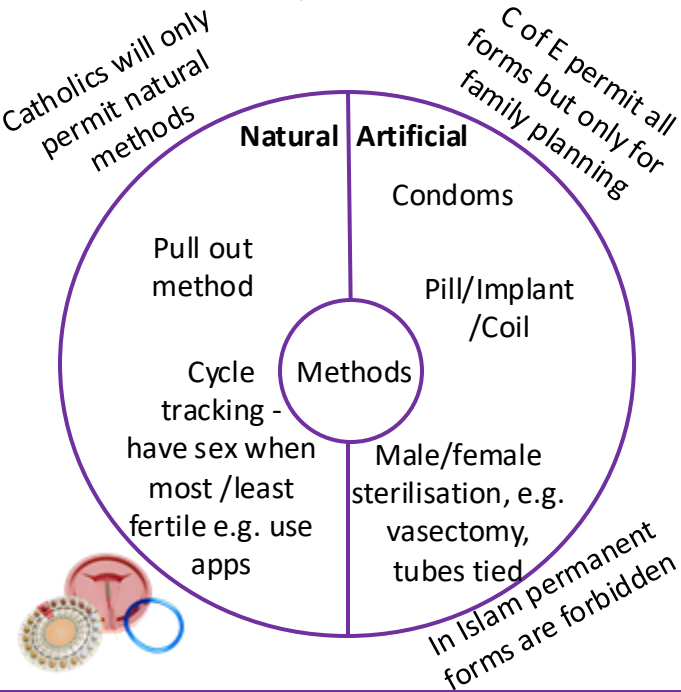 Catholics will only
permit natural
methods
C of E permit all
forms but only for
family planning
Natural
Artificial
Condoms
Pull out
method
Pill/Implant
/Coil
Methods
Cycle
tracking -
have sex when
most /least
fertile e.g. use
apps
Male/female
sterilisation, e.g.
vasectomy,
tubes tied
In Islam permanent
forms are forbidden